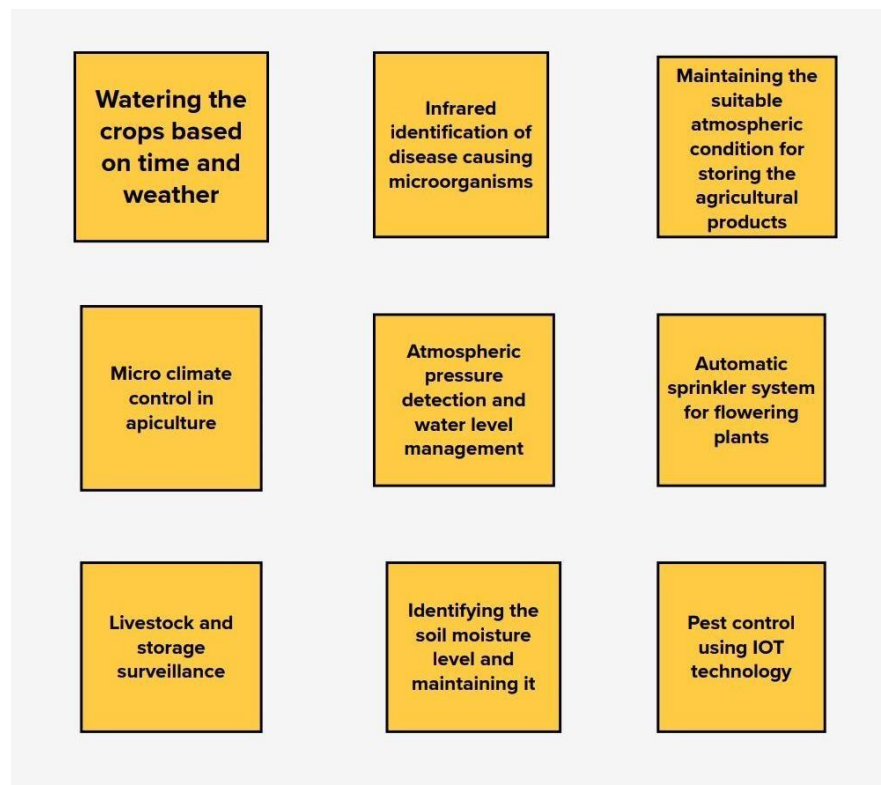 Watering the
crops based
on time and
weather
Infrared
identification of
disease causing
microorganisms
Maintaining the
suitable
atmospheric
condition for
storing the
agricultural
products
Micro climate
control in
apiculture
Atmospheric
pressure
detection and
water level
management
Automatic
sprinkler system
for flowering
plants
Livestock and
storage
surveillance
Identifying the
soil moisture
level and
maintaining it
Pest control
using IOT
technology